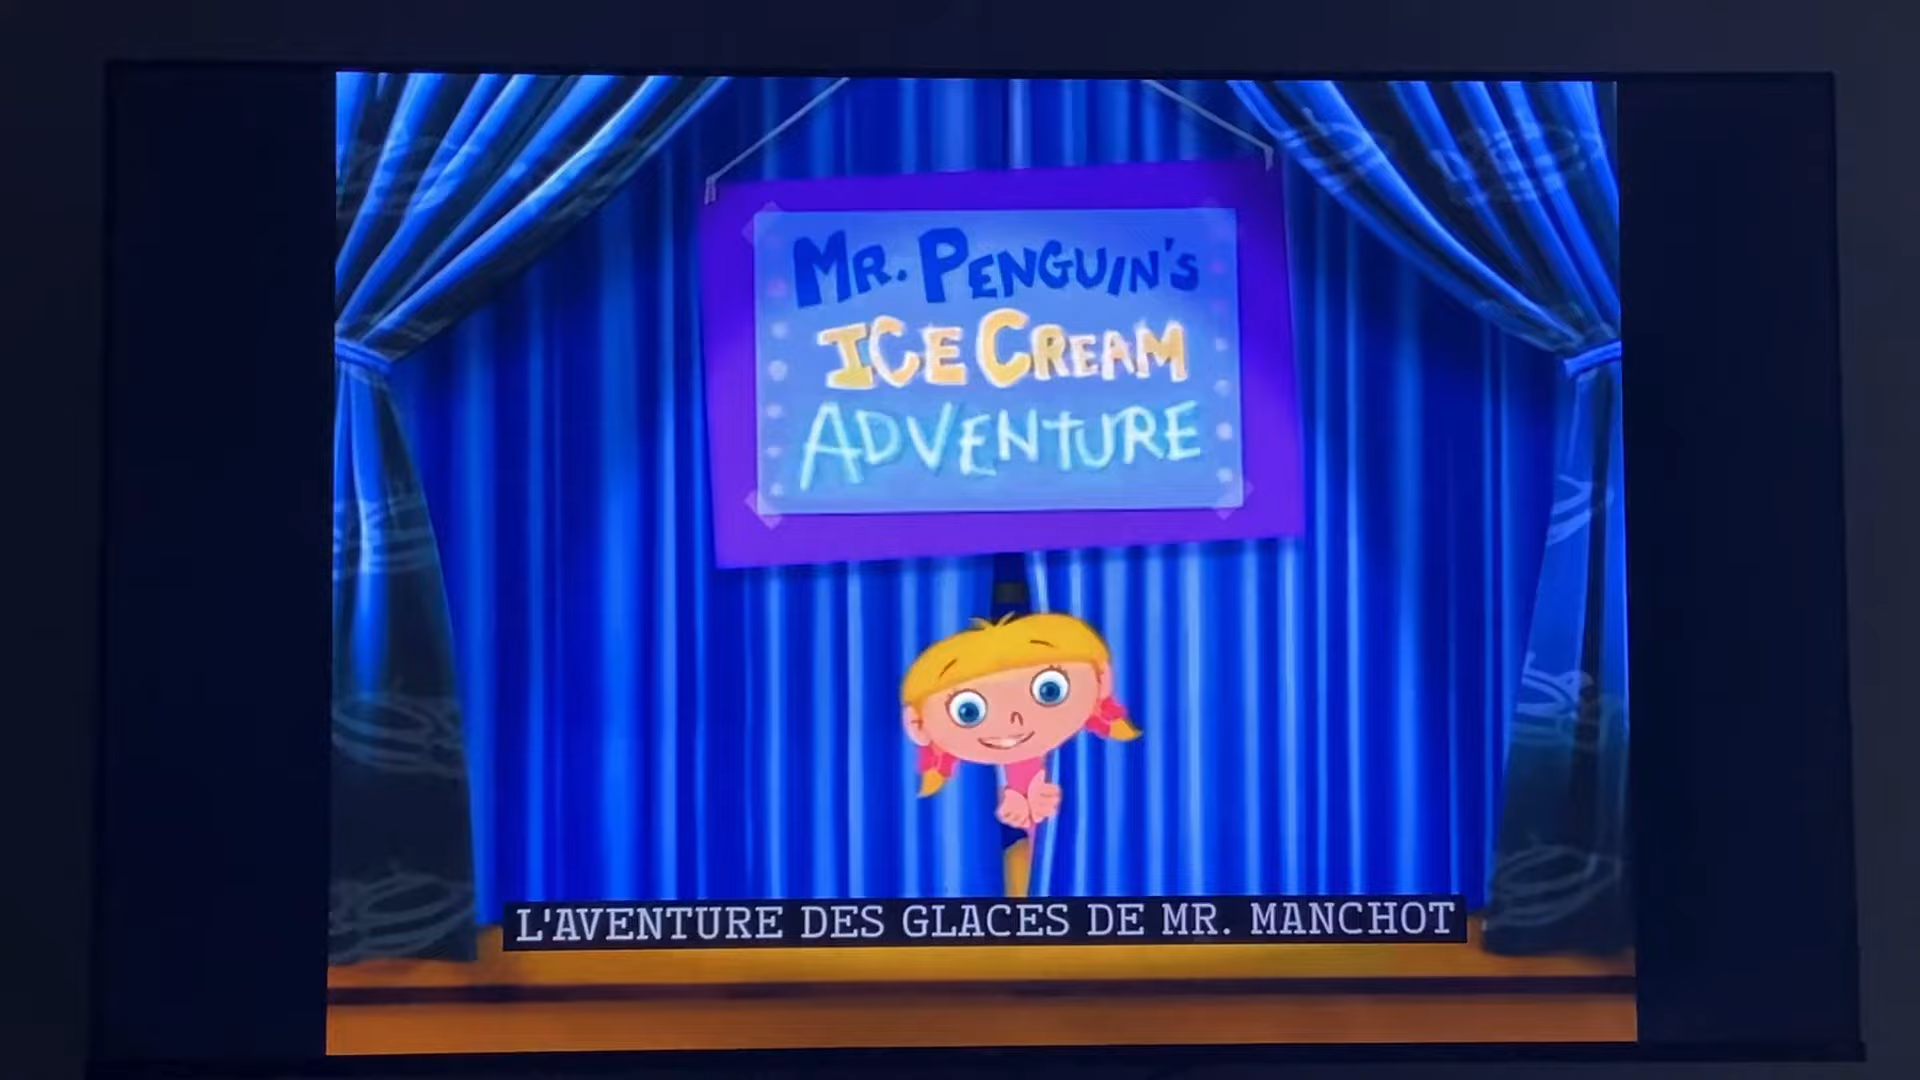 MR. PENGUIN'S
ICE CREAM
ADVENTURE
L'AVENTURE DES GLACES DE MR. MANCHOT